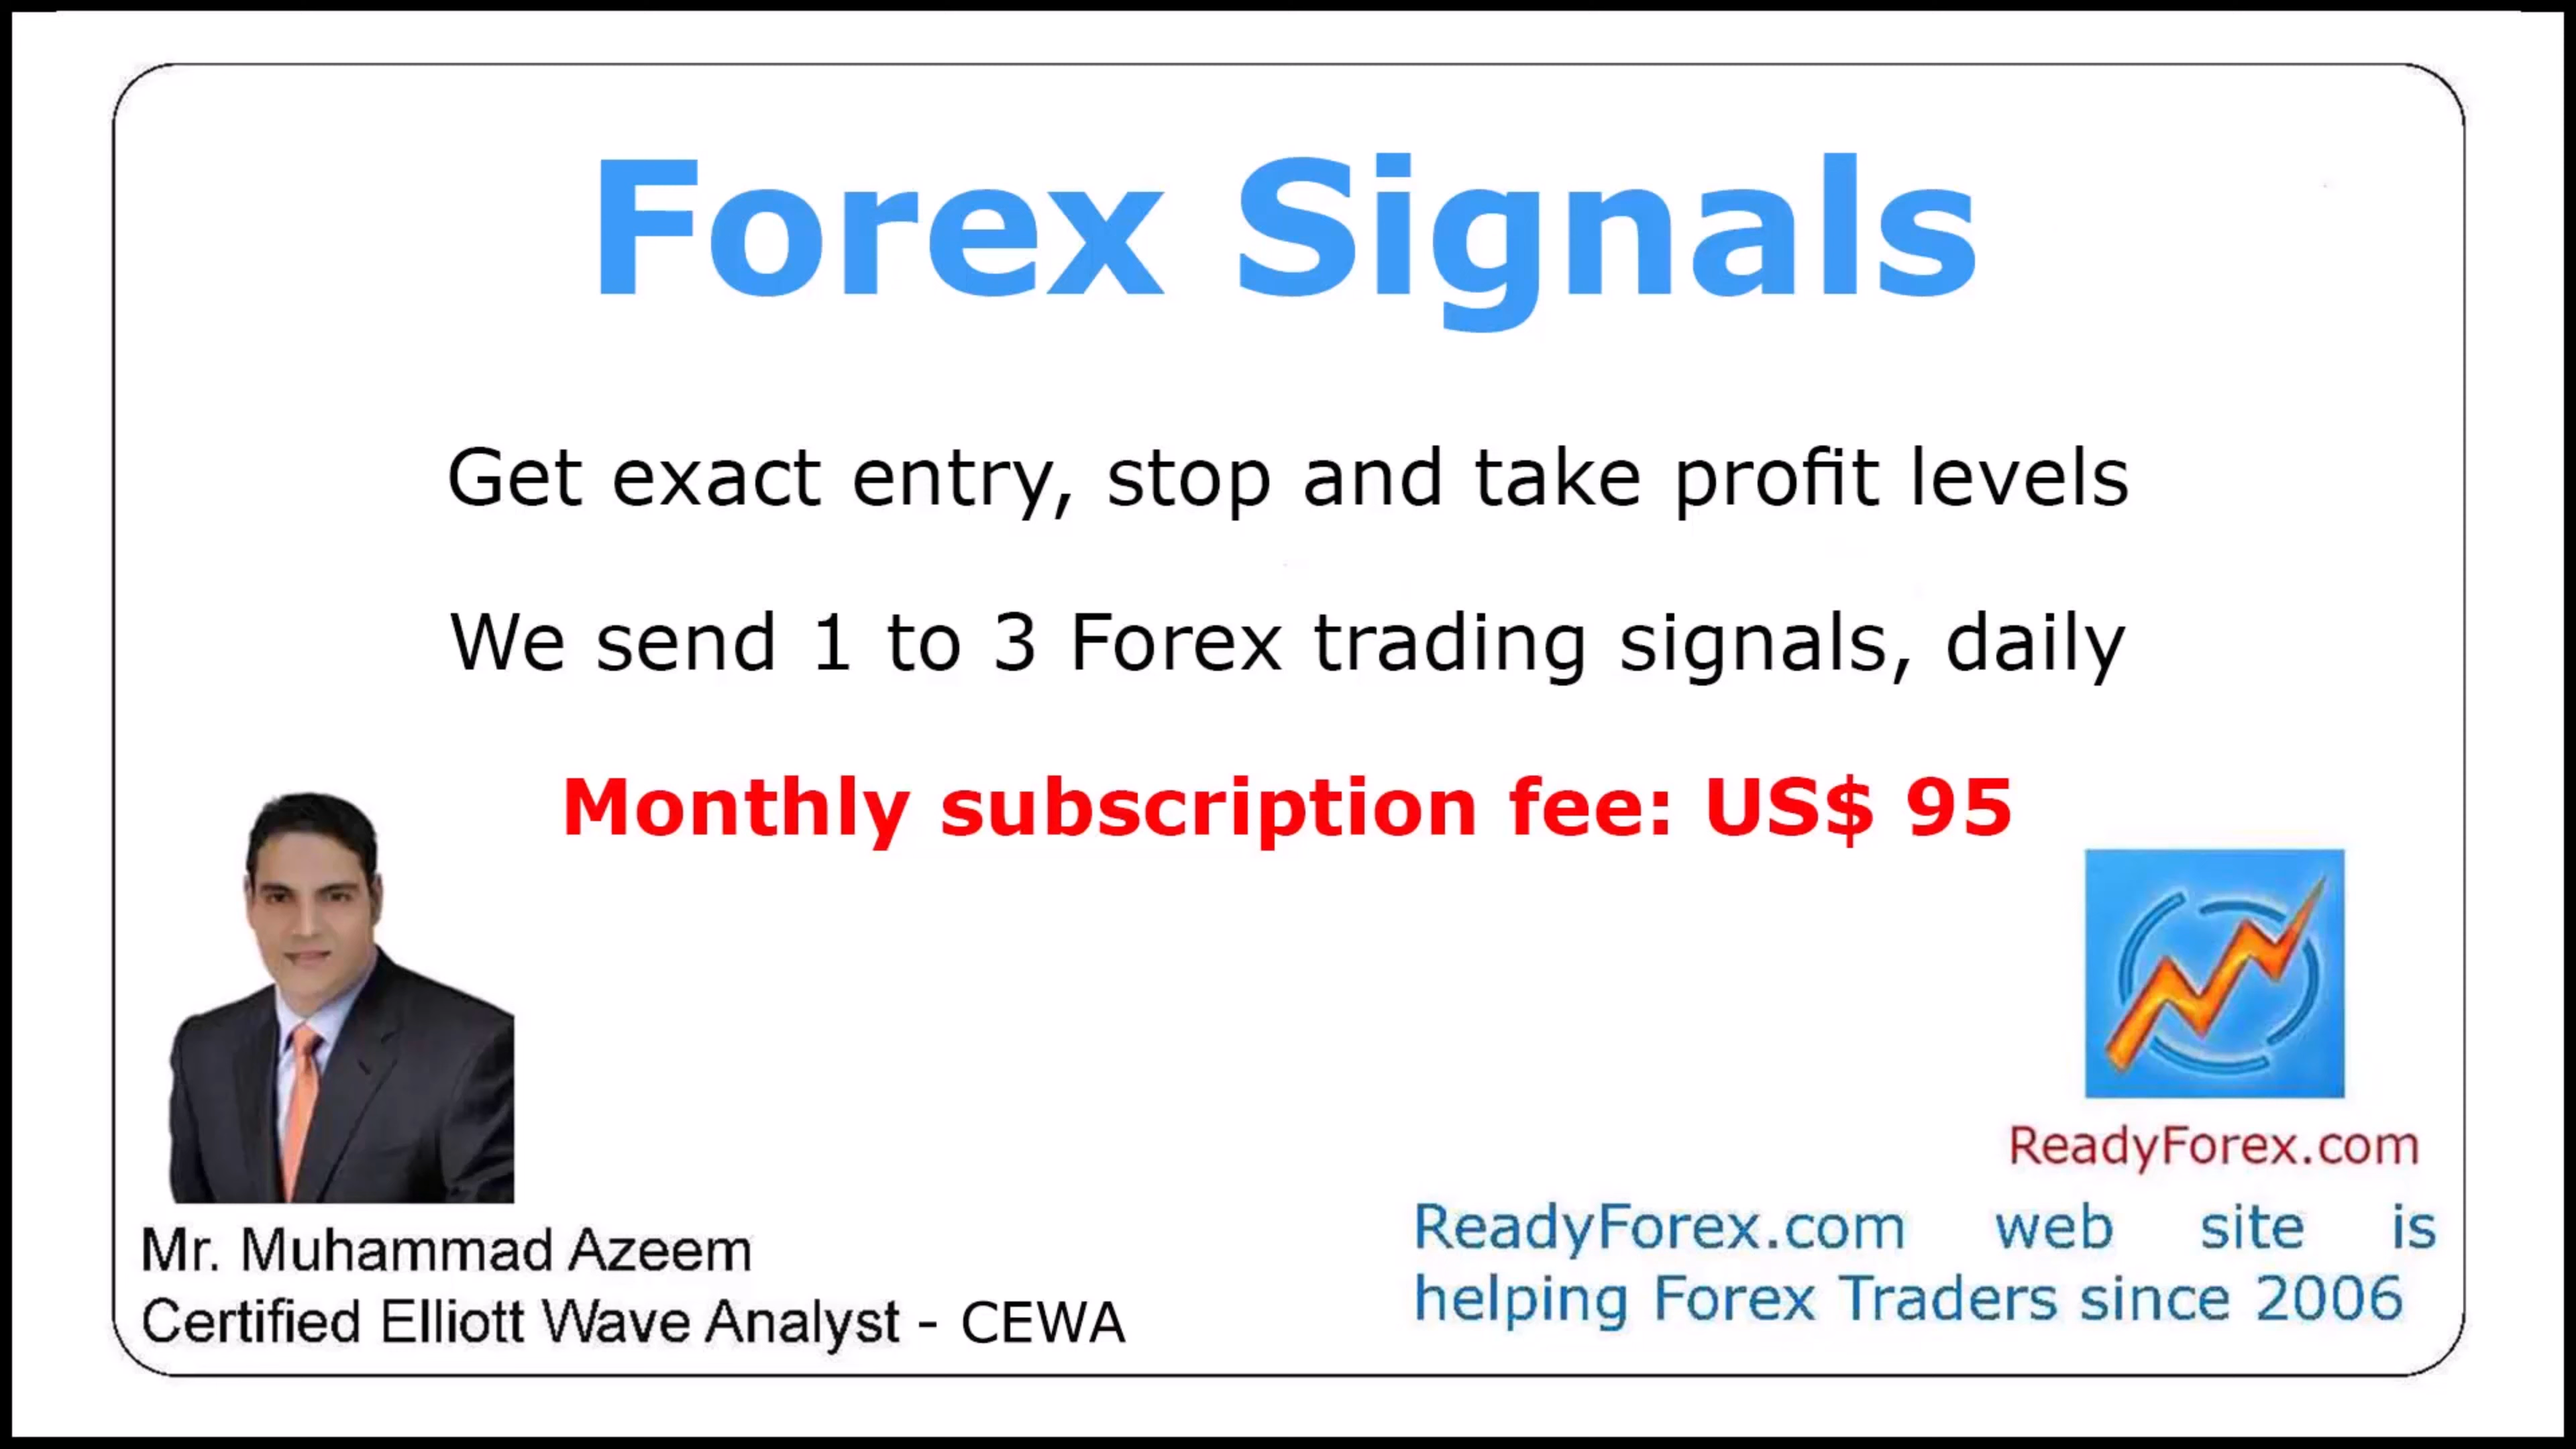 Forex Signals
Get exact entry, stop and take profit levels
We send 1 to 3 Forex trading signals, daily
Monthly subscription fee: US$ 95
ReadyForex.com
Mr. Muhammad Azeem
Certified Elliott Wave Analyst - CEWA
ReadyForex.com web site is
helping Forex Traders since 2006